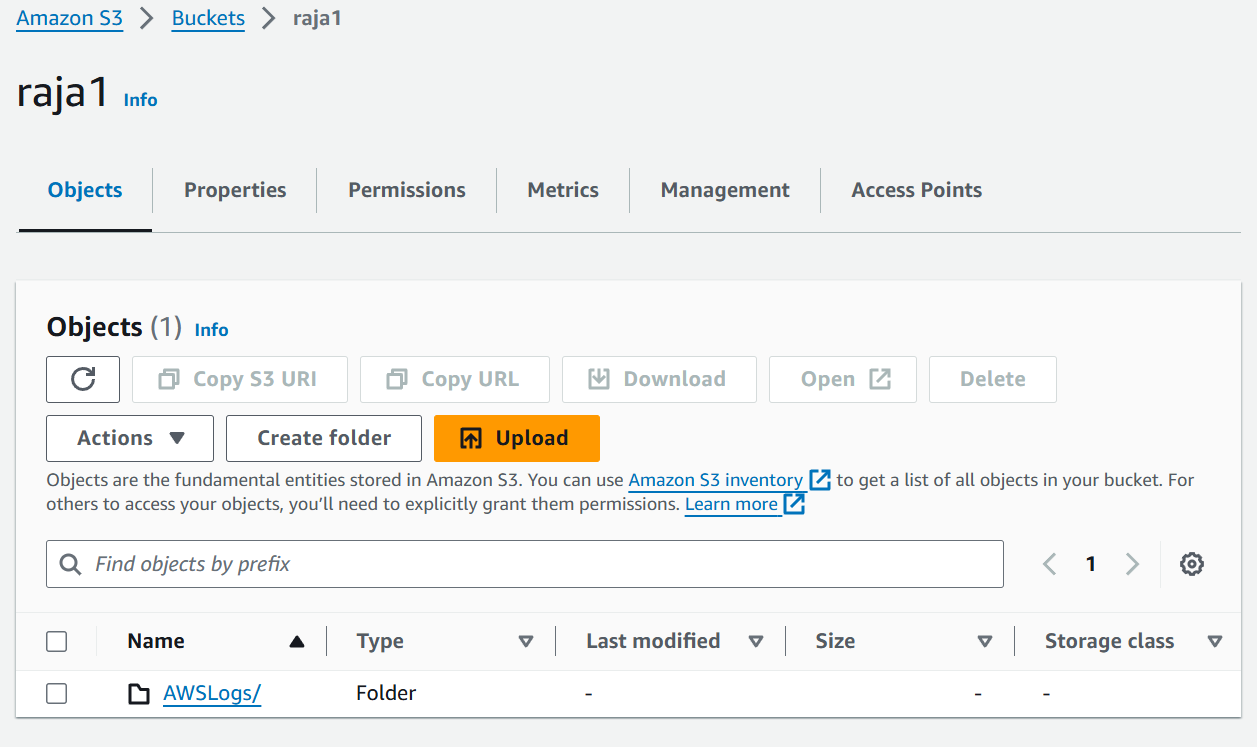 Amazon S3 > Buckets > raja1
raja1 Info
Objects Properties Permissions Metrics Management Access Points
Objects (1) Info
Copy S3 URI Copy URL Download Open Delete
Actions Create folder Upload
Objects are the fundamental entities stored in Amazon S3. You can use Amazon S3 inventory to get a list of all objects in your bucket. For
others to access your objects, you’ll need to explicitly grant them permissions. Learn more
Find objects by prefix 1
Name Type Last modified Size Storage class
AWSLogs/ Folder - - -